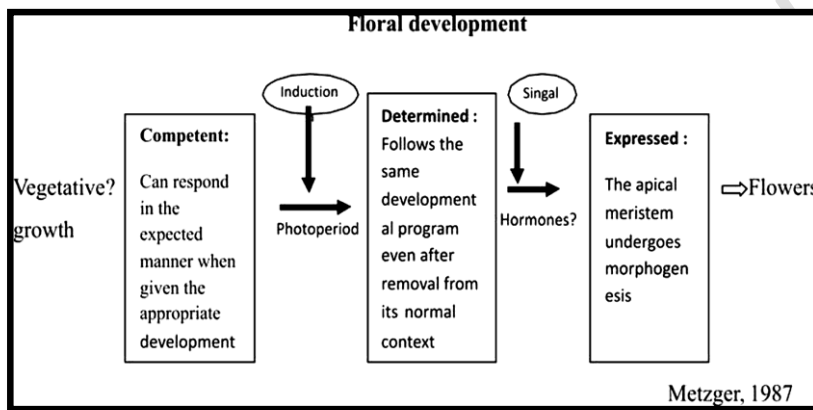 Floral development
Induction
Singal
Vegetative?
growth
Competent:
Can respond
in the
expected
manner when
given the
appropriate
development
Photoperiod
Determined :
Follows the
same
development
al program
even after
removal from
its normal
context
Hormones?
Expressed :
The apical
meristem
undergoes
morphogen
esis
⇨Flowers
Metzger, 1987